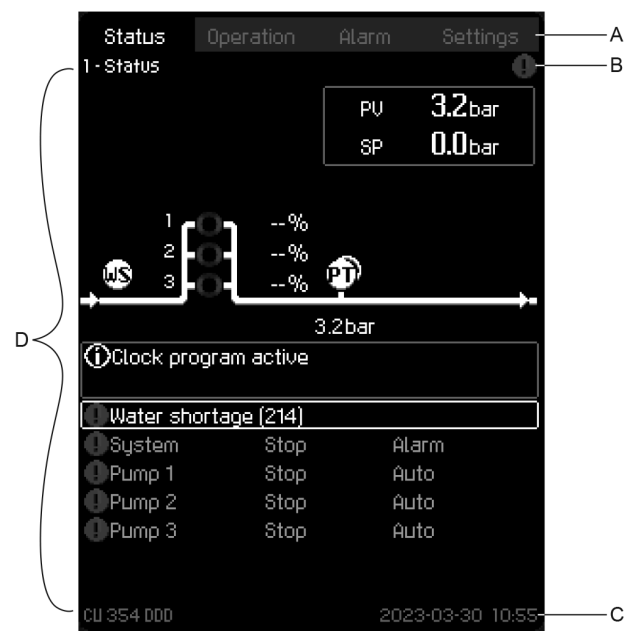 Status Operation Alarm Settings A
1 - Status B
PV 3.2bar
SP 0.0bar
1 --%
2 --%
WS 3 --% PT
3.2bar
D
Clock program active
Water shortage (214)
System Stop Alarm
Pump 1 Stop Auto
Pump 2 Stop Auto
Pump 3 Stop Auto
CU 354 DDD 2023-03-30 10:55 C